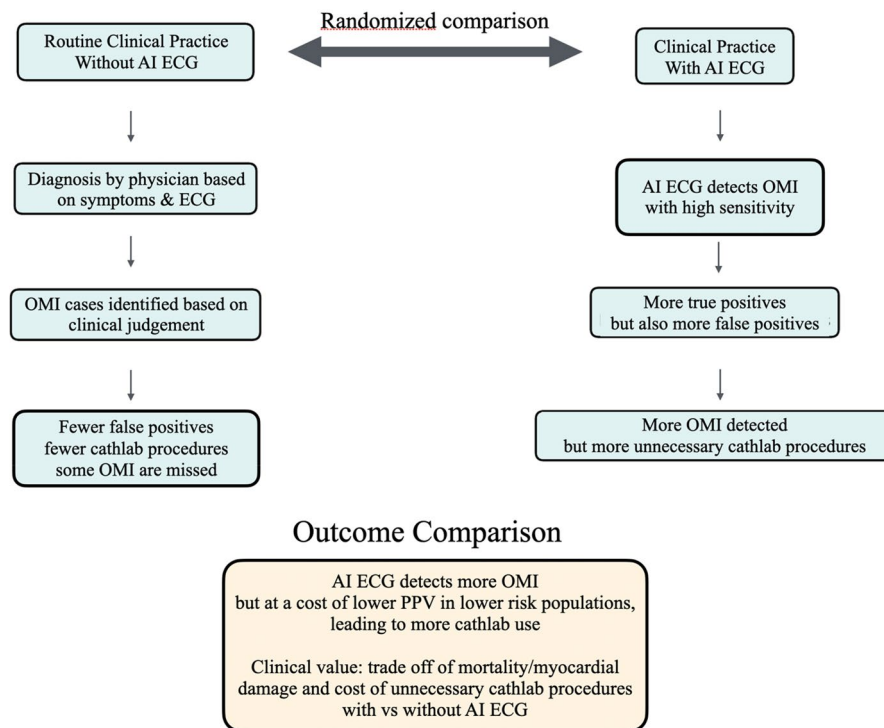 Randomized comparison
Routine Clinical Practice
Without AI ECG
Diagnosis by physician based
on symptoms & ECG
OMI cases identified based on
clinical judgement
Fewer false positives
fewer cathlab procedures
some OMI are missed
Clinical Practice
With AI ECG
AI ECG detects OMI
with high sensitivity
More true positives
but also more false positives
More OMI detected
but more unnecessary cathlab procedures
Outcome Comparison
AI ECG detects more OMI
but at a cost of lower PPV in lower risk populations,
leading to more cathlab use
Clinical value: trade off of mortality/myocardial
damage and cost of unnecessary cathlab procedures
with vs without AI ECG